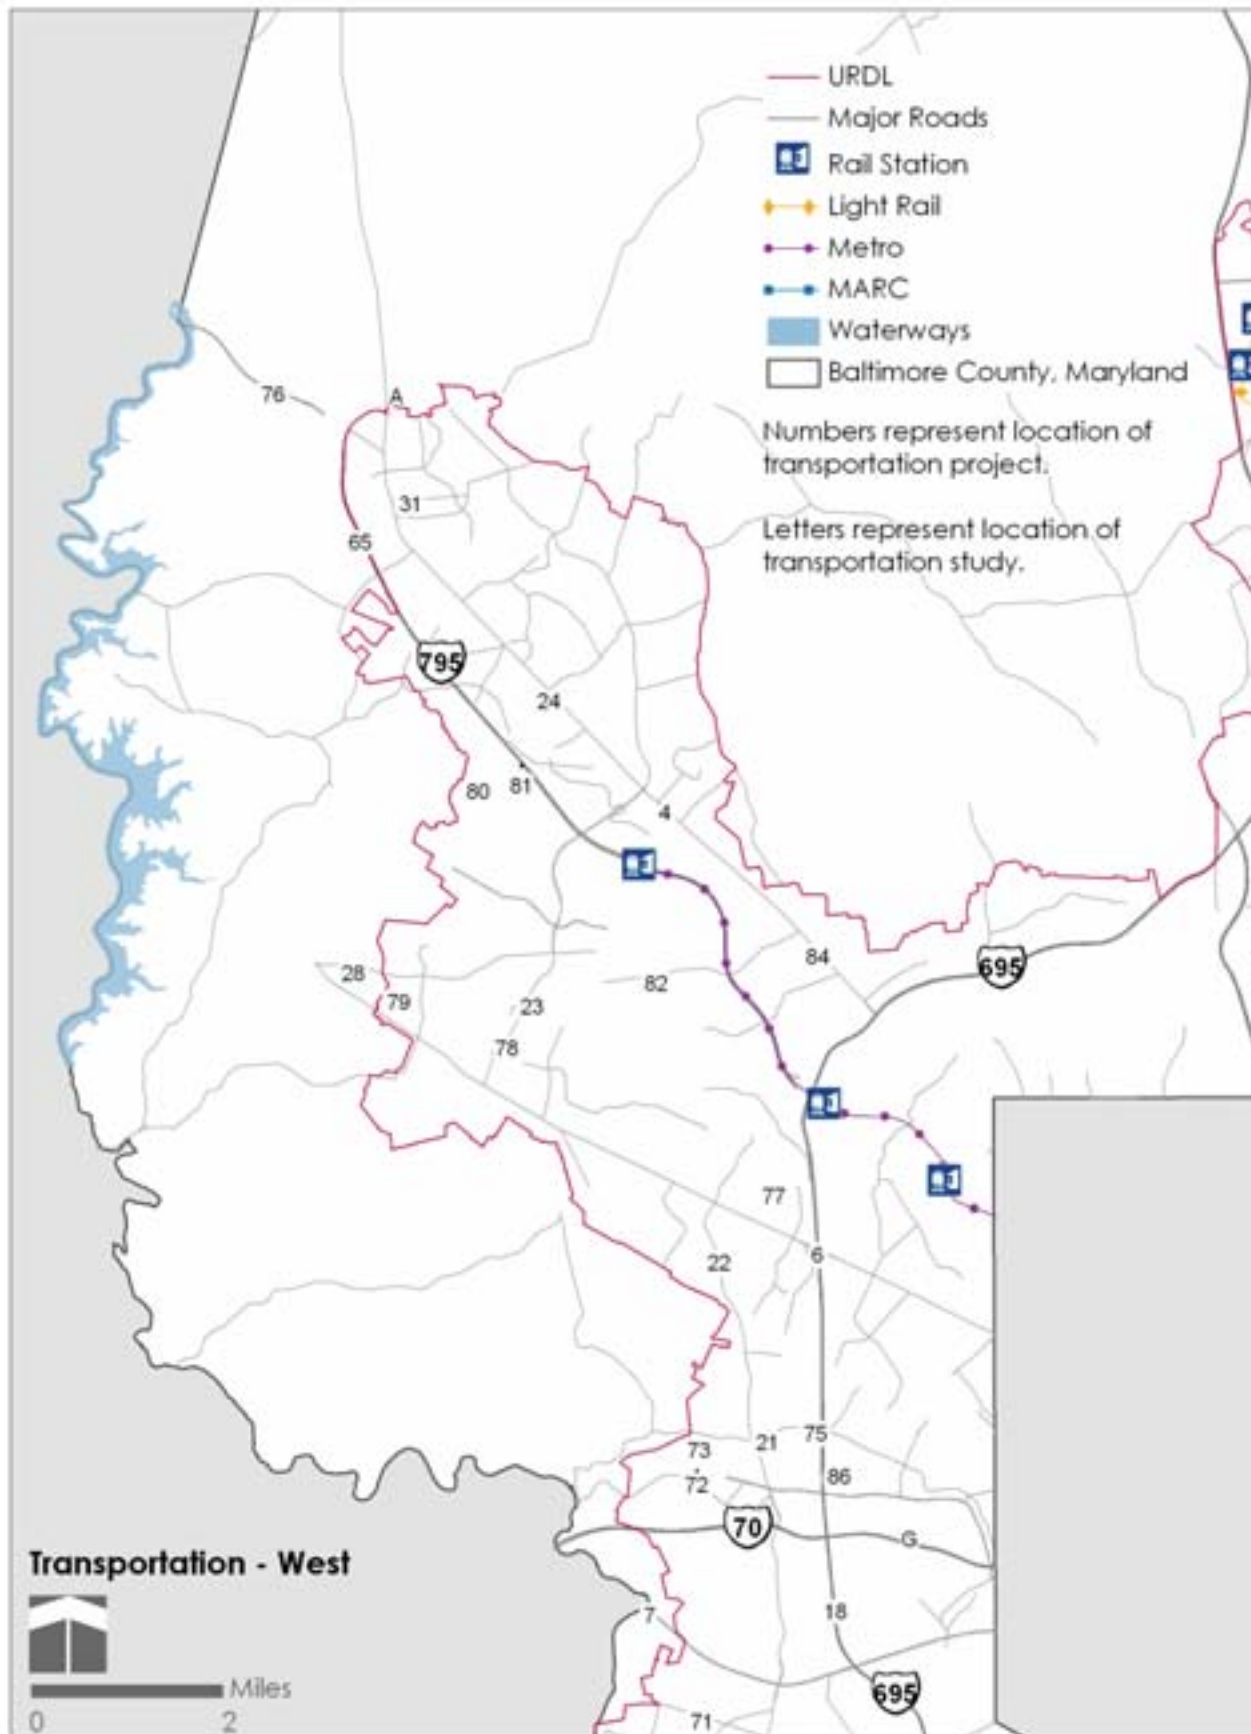 URDL
Major Roads
Rail Station
Light Rail
Metro
MARC
Waterways
Baltimore County, Maryland
Numbers represent location of
transportation project.
Letters represent location of
transportation study.
76
A
31
65
795
24
80
81
4
28
79
82
84
695
23
78
77
6
22
73
21
75
72
86
70
G
7
18
695
71
Transportation - West
Miles
0 2